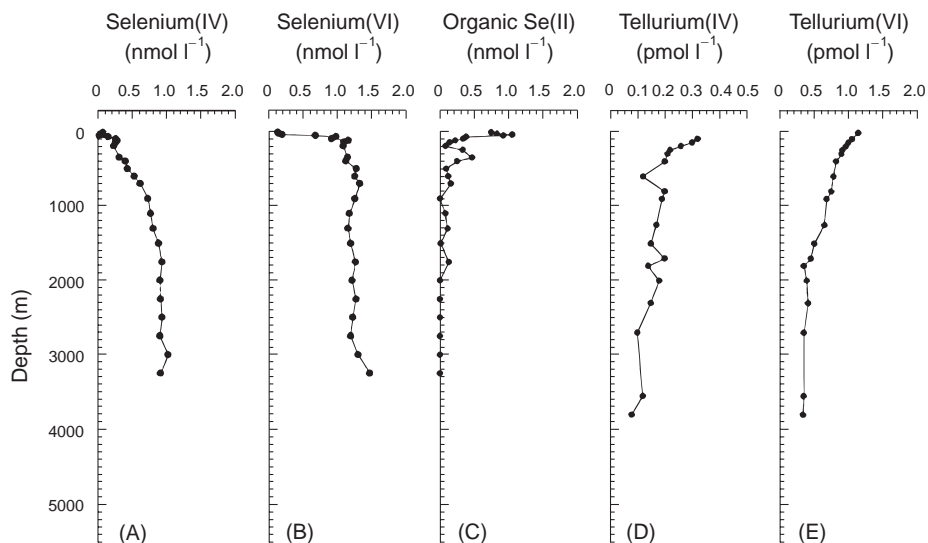 Selenium(IV) Selenium(VI) Organic Se(II) Tellurium(IV) Tellurium(VI)
(nmol l⁻¹) (nmol l⁻¹) (nmol l⁻¹) (pmol l⁻¹) (pmol l⁻¹)
0 0.5 1.0 1.5 2.0 0 0.5 1.0 1.5 2.0 0 0.5 1.0 1.5 2.0 0 0.1 0.2 0.3 0.4 0.5 0 0.5 1.0 1.5 2.0
0
1000
2000
3000
4000
5000
Depth (m)
(A) (B) (C) (D) (E)